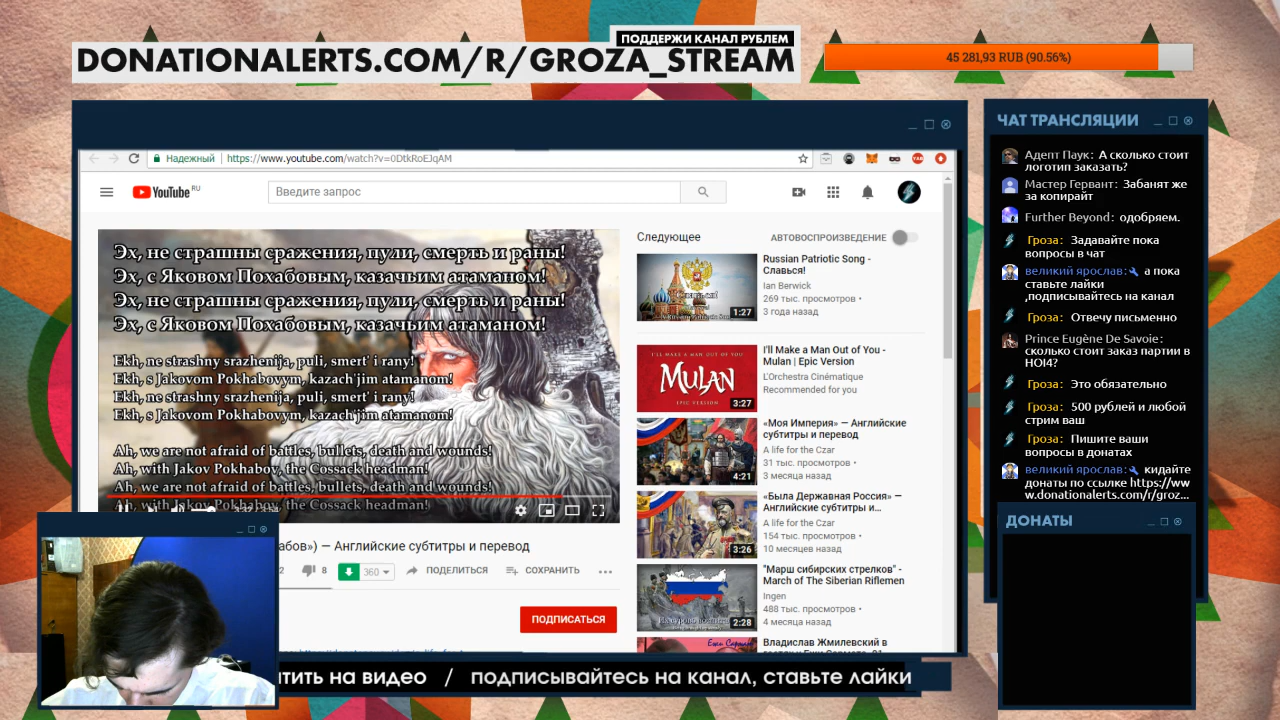 ПОДДЕРЖИ КАНАЛ РУБЛЕМ
DONATIONALERTS.COM/R/GROZA_STREAM
45 281,93 RUB (90.56%)
Надежный
https://www.youtube.com/watch?v=0DtkRoEJqAM
YouTube RU
Введите запрос
Эх, не страшны сражения, пули, смерть и раны!
Эх, с Яковом Похабовым, казачьим атаманом!
Эх, не страшны сражения, пули, смерть и раны!
Эх, с Яковом Похабовым, казачьим атаманом!
Ekh, ne strashny srazhenija, puli, smert' i rany!
Ekh, s Jakovom Pokhabovym, kazach'jim atamanom!
Ekh, ne strashny srazhenija, puli, smert' i rany!
Ekh, s Jakovom Pokhabovym, kazach'jim atamanom!
Ah, we are not afraid of battles, bullets, death and wounds!
Ah, with Jakov Pokhabov, the Cossack headman!
Ah, we are not afraid of battles, bullets, death and wounds!
Ah, with Jakov Pokhabov, the Cossack headman!
абов») — Английские субтитры и перевод
2
8
360
ПОДЕЛИТЬСЯ
СОХРАНИТЬ
ПОДПИСАТЬСЯ
Следующее
АВТОВОСПРОИЗВЕДЕНИЕ
1:27
Russian Patriotic Song -
Славься!
Ian Berwick
269 тыс. просмотров •
3 года назад
MULAN
3:27
I'll Make a Man Out of You -
Mulan | Epic Version
L'Orchestra Cinématique
Recommended for you
4:21
«Моя Империя» — Английские
субтитры и перевод
A life for the Czar
31 тыс. просмотров •
3 месяца назад
3:26
«Была Державная Россия» —
Английские субтитры и...
A life for the Czar
154 тыс. просмотров •
10 месяцев назад
2:28
"Марш сибирских стрелков" -
March of The Siberian Riflemen
Ingen
488 тыс. просмотров •
4 месяца назад
Владислав Жмилевский в
ЧАТ ТРАНСЛЯЦИИ
Адепт Паук: А сколько стоит
логотип заказать?
Мастер Гервант: Забанят же
за копирайт
Further Beyond: одобряем.
Гроза: Задавайте пока
вопросы в чат
великий ярослав: а пока
ставьте лайки
,подписывайтесь на канал
Гроза: Отвечу письменно
Prince Eugène De Savoie:
сколько стоит заказ партии в
HOI4?
Гроза: Это обязательно
Гроза: 500 рублей и любой
стрим ваш
Гроза: Пишите ваши
вопросы в донатах
великий ярослав: кидайте
донаты по ссылке https://ww
w.donationalerts.com/r/groz...
ДОНАТЫ
тить на видео / подписывайтесь на канал, ставьте лайки